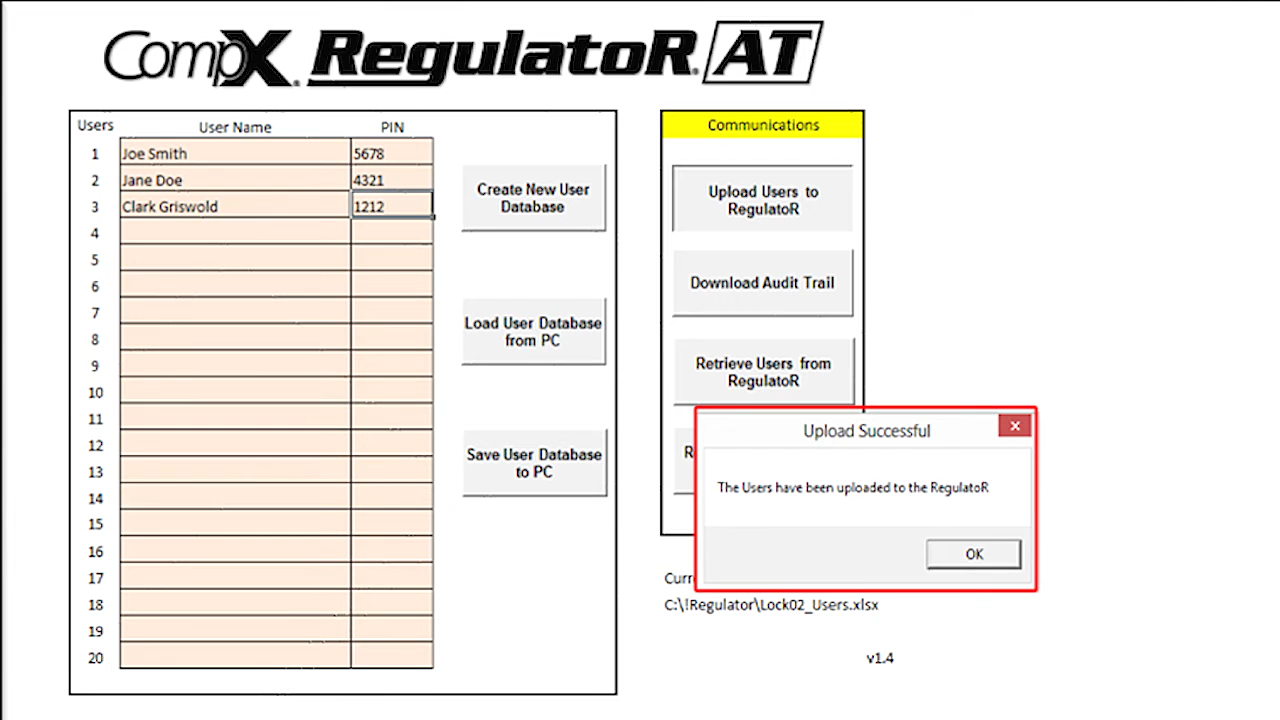 CompX® RegulatoR® AT
Users User Name PIN
1 Joe Smith 5678
2 Jane Doe 4321
3 Clark Griswold 1212
4
5
6
7
8
9
10
11
12
13
14
15
16
17
18
19
20
Create New User
Database
Load User Database
from PC
Save User Database
to PC
Communications
Upload Users to
RegulatoR
Download Audit Trail
Retrieve Users from
RegulatoR
R
Upload Successful
The Users have been uploaded to the RegulatoR
OK
Curr
C:\!Regulator\Lock02_Users.xlsx
v1.4